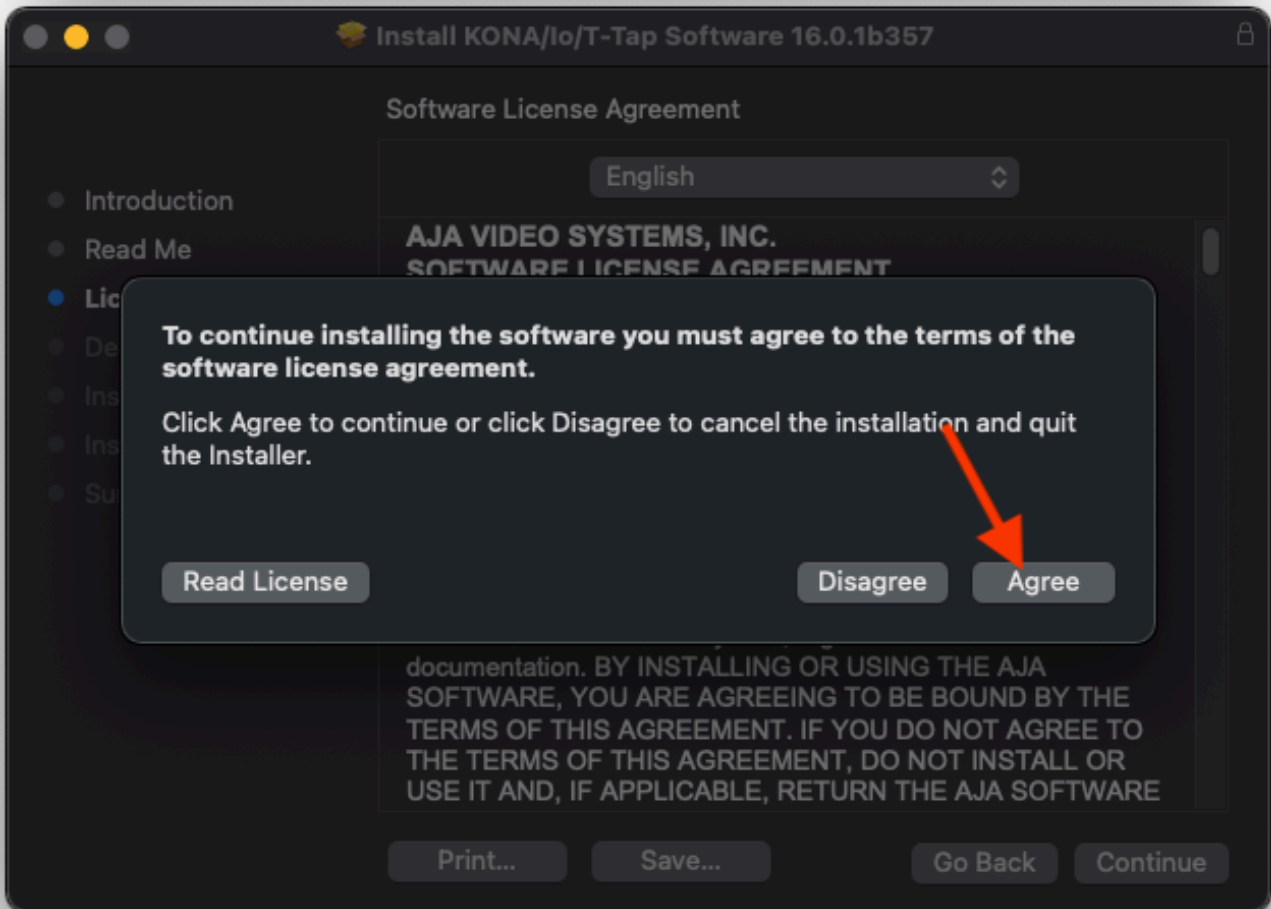 Install KONA/Io/T-Tap Software 16.0.1b357
Software License Agreement
English
Introduction
Read Me
Lic
De
Ins
Ins
Su
AJA VIDEO SYSTEMS, INC.
SOFTWARE LICENSE AGREEMENT
To continue installing the software you must agree to the terms of the
software license agreement.
Click Agree to continue or click Disagree to cancel the installation and quit
the Installer.
Read License
Disagree
Agree
documentation. BY INSTALLING OR USING THE AJA
SOFTWARE, YOU ARE AGREEING TO BE BOUND BY THE
TERMS OF THIS AGREEMENT. IF YOU DO NOT AGREE TO
THE TERMS OF THIS AGREEMENT, DO NOT INSTALL OR
USE IT AND, IF APPLICABLE, RETURN THE AJA SOFTWARE
Print...
Save...
Go Back
Continue